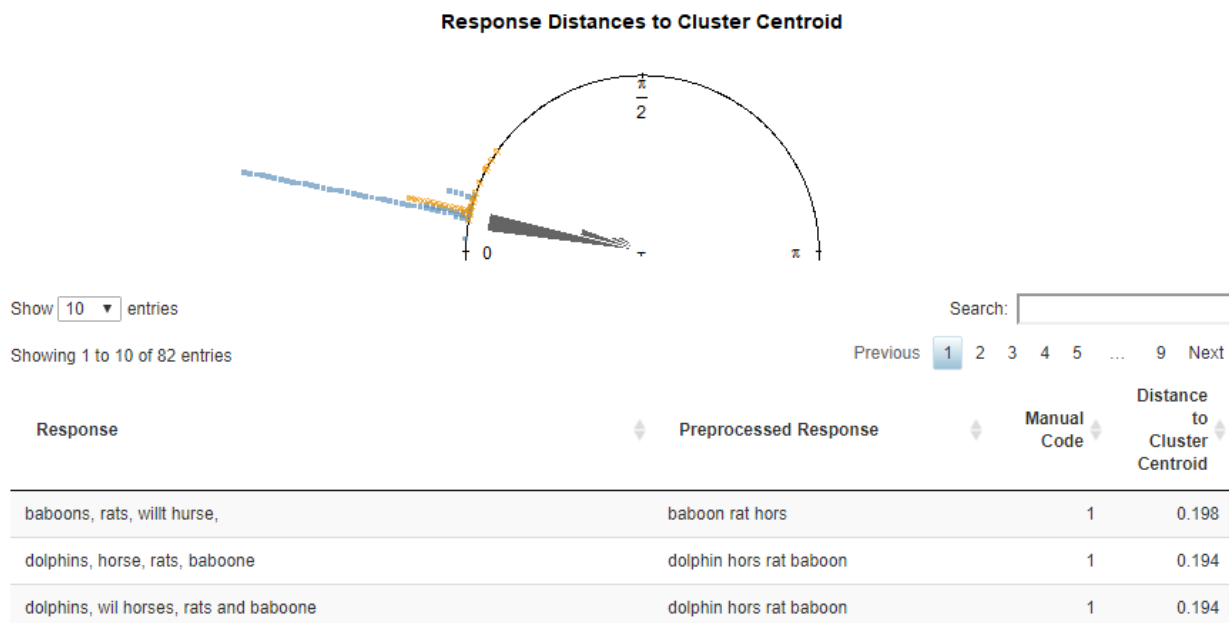 Response Distances to Cluster Centroid
π
2
0
π
Show 10 entries
Search:
Showing 1 to 10 of 82 entries
Previous 1 2 3 4 5 … 9 Next
Response Preprocessed Response Manual Code Distance to Cluster Centroid
baboons, rats, willt hurse, baboon rat hors 1 0.198
dolphins, horse, rats, baboone dolphin hors rat baboon 1 0.194
dolphins, wil horses, rats and baboone dolphin hors rat baboon 1 0.194